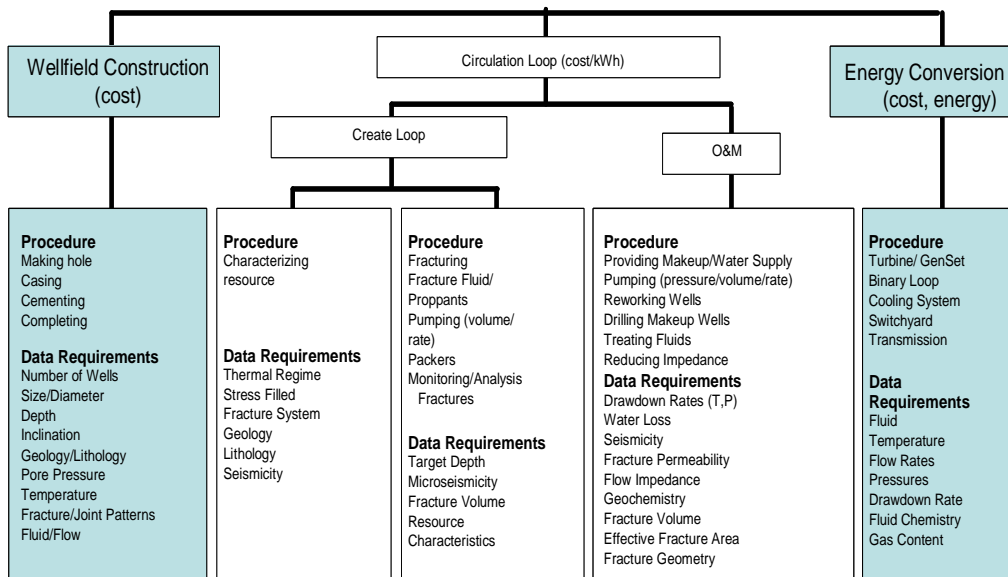 Wellfield Construction
(cost)
Circulation Loop (cost/kWh)
Energy Conversion
(cost, energy)
Create Loop
O&M
Procedure
Making hole
Casing
Cementing
Completing
Data Requirements
Number of Wells
Size/Diameter
Depth
Inclination
Geology/Lithology
Pore Pressure
Temperature
Fracture/Joint Patterns
Fluid/Flow
Procedure
Characterizing
resource
Data Requirements
Thermal Regime
Stress Filled
Fracture System
Geology
Lithology
Seismicity
Procedure
Fracturing
Fracture Fluid/
Proppants
Pumping (volume/
rate)
Packers
Monitoring/Analysis
Fractures
Data Requirements
Target Depth
Microseismicity
Fracture Volume
Resource
Characteristics
Procedure
Providing Makeup/Water Supply
Pumping (pressure/volume/rate)
Reworking Wells
Drilling Makeup Wells
Treating Fluids
Reducing Impedance
Data Requirements
Drawdown Rates (T,P)
Water Loss
Seismicity
Fracture Permeability
Flow Impedance
Geochemistry
Fracture Volume
Effective Fracture Area
Fracture Geometry
Procedure
Turbine/ GenSet
Binary Loop
Cooling System
Switchyard
Transmission
Data
Requirements
Fluid
Temperature
Flow Rates
Pressures
Drawdown Rate
Fluid Chemistry
Gas Content